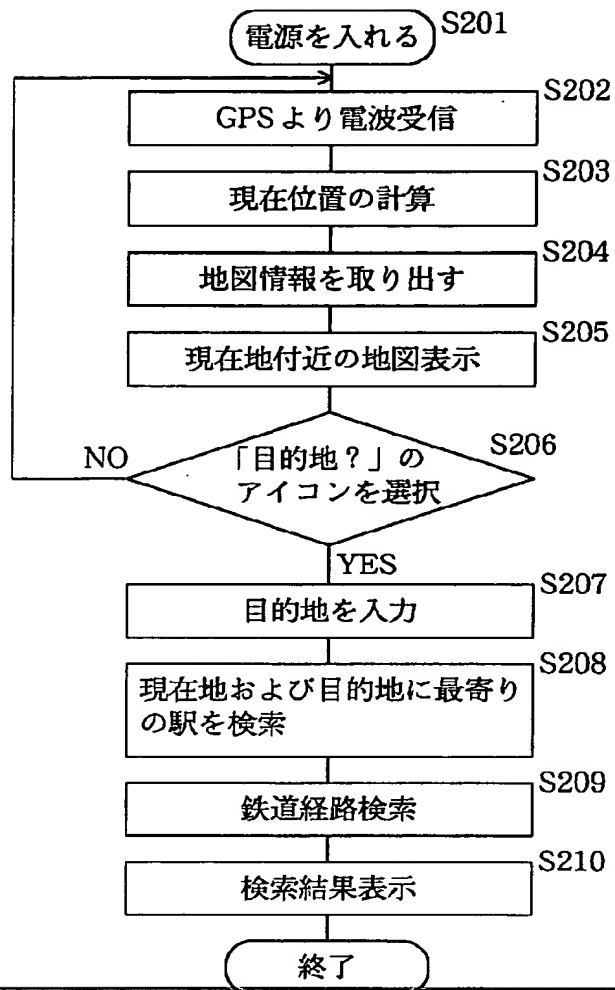 電源を入れる S201
GPSより電波受信 S202
現在位置の計算 S203
地図情報を取り出す S204
現在地付近の地図表示 S205
「目的地?」の
アイコンを選択
S206
NO
YES
目的地を入力 S207
現在地および目的地に最寄り
の駅を検索
S208
鉄道経路検索 S209
検索結果表示 S210
終了